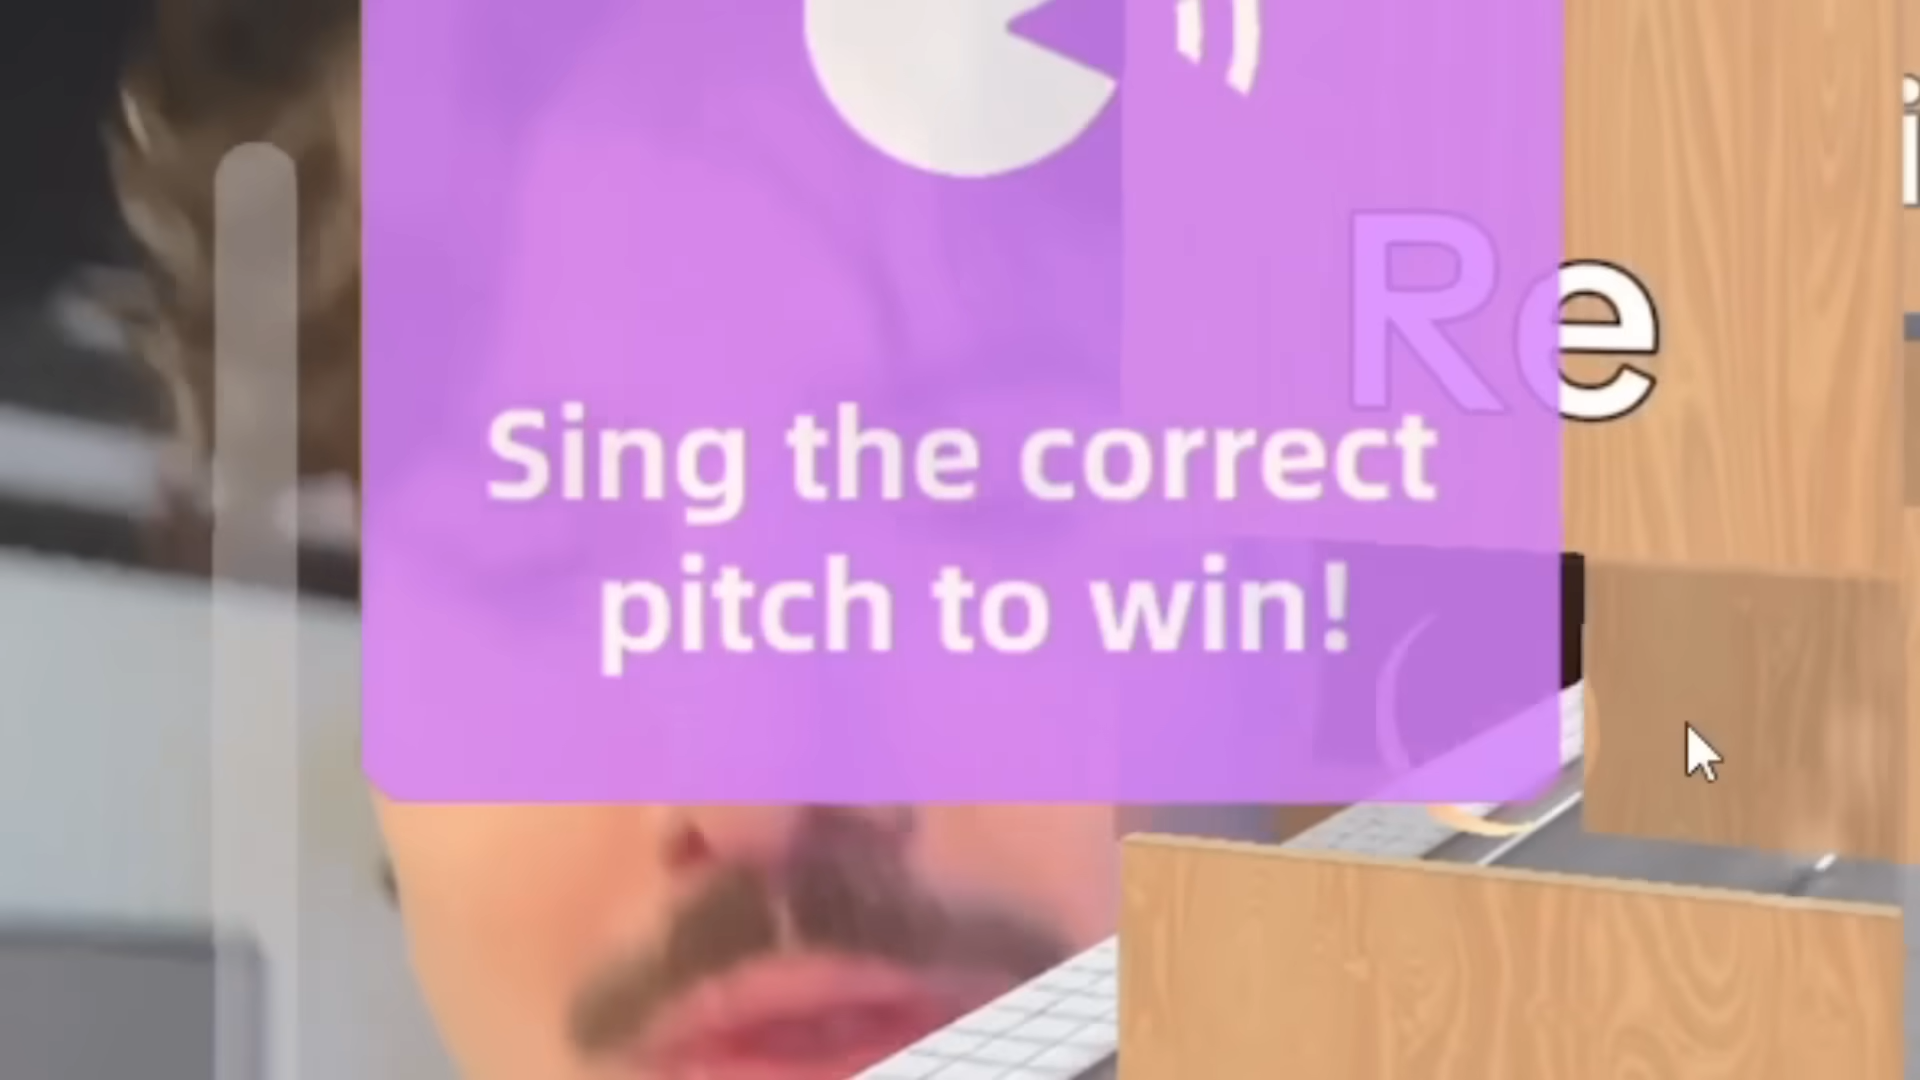 Re
Sing the correct
pitch to win!